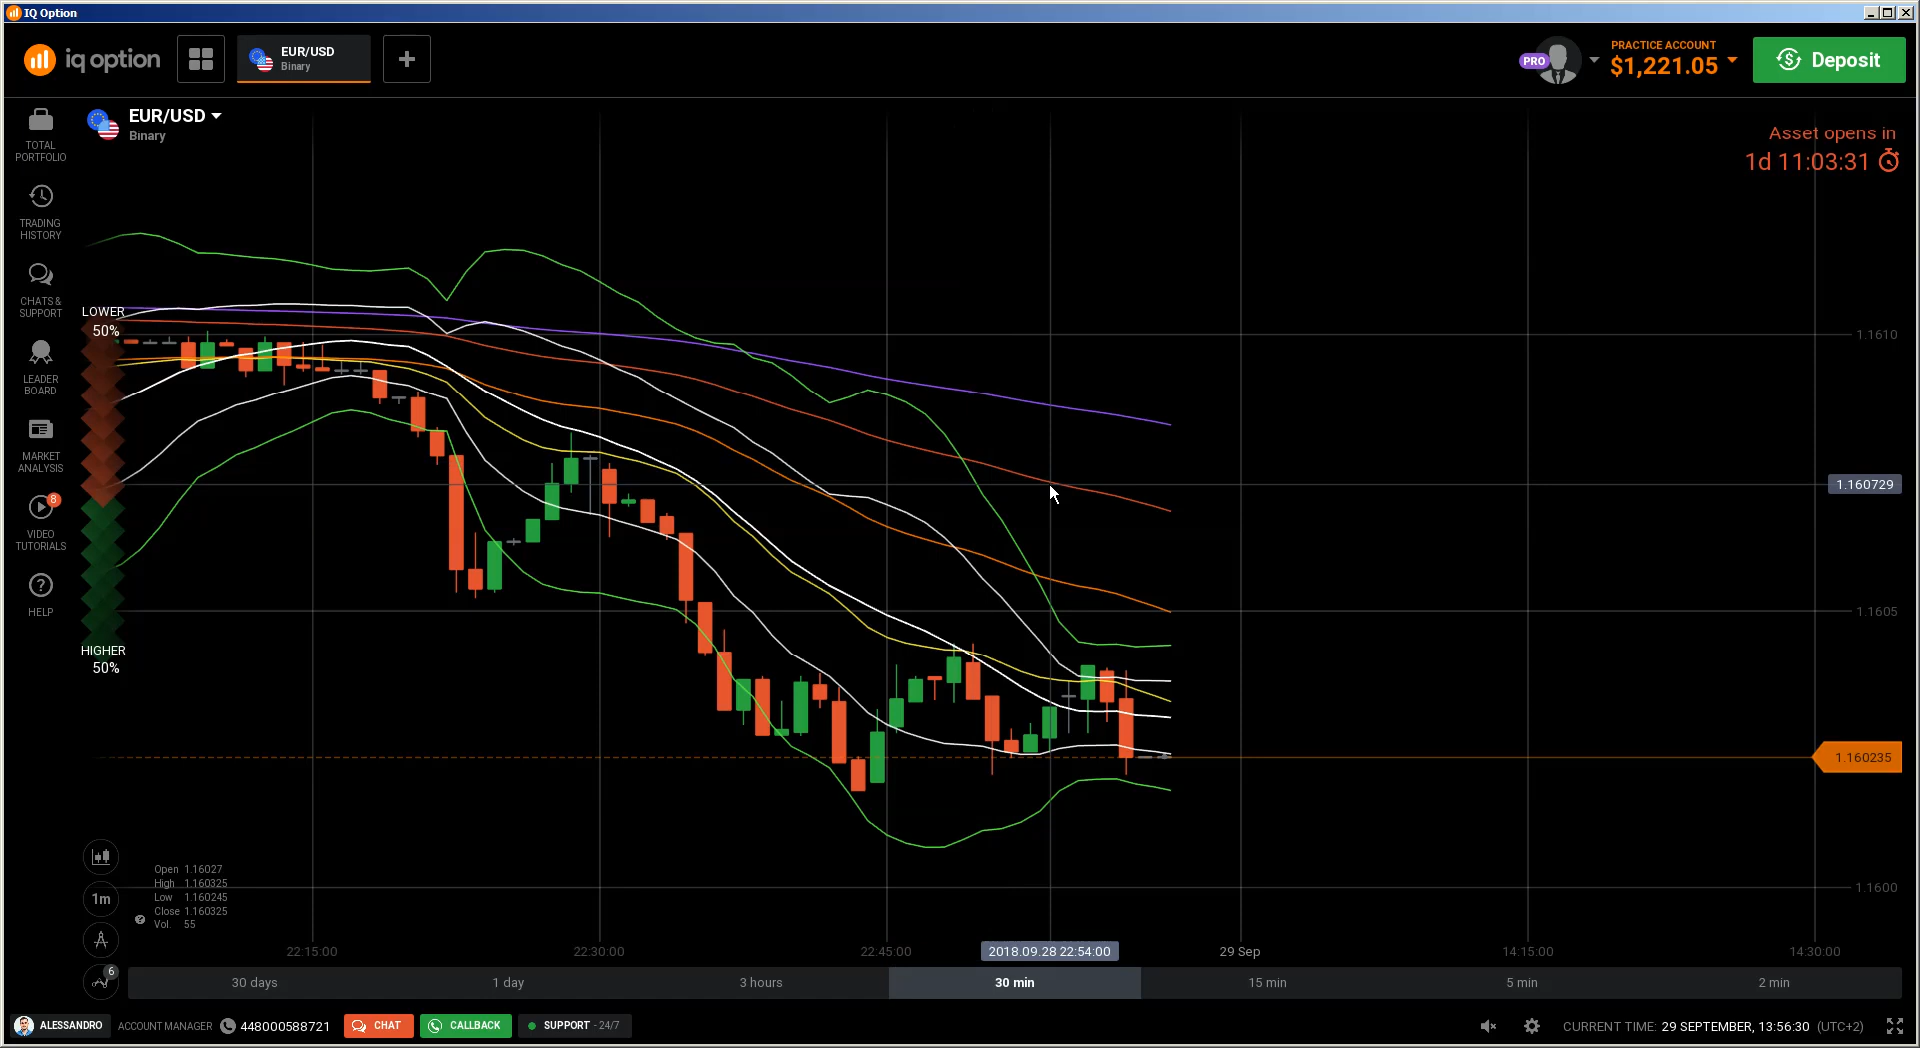 IQ Option
iq option
EUR/USD
Binary
PRO
PRACTICE ACCOUNT
$1,221.05
Deposit
EUR/USD
Binary
Asset opens in
1d 11:03:31
TOTAL
PORTFOLIO
TRADING
HISTORY
CHATS &
SUPPORT
LEADER
BOARD
MARKET
ANALYSIS
8
VIDEO
TUTORIALS
HELP
LOWER
50%
HIGHER
50%
1.1610
1.160729
1.1605
1.160235
1.1600
Open 1.16027
High 1.160325
Low 1.160245
Close 1.160325
Vol. 55
1m
6
22:15:00
22:30:00
22:45:00
2018.09.28 22:54:00
29 Sep
14:15:00
14:30:00
30 days
1 day
3 hours
30 min
15 min
5 min
2 min
ALESSANDRO
ACCOUNT MANAGER
448000588721
CHAT
CALLBACK
SUPPORT - 24/7
CURRENT TIME: 29 SEPTEMBER, 13:56:30 (UTC+2)